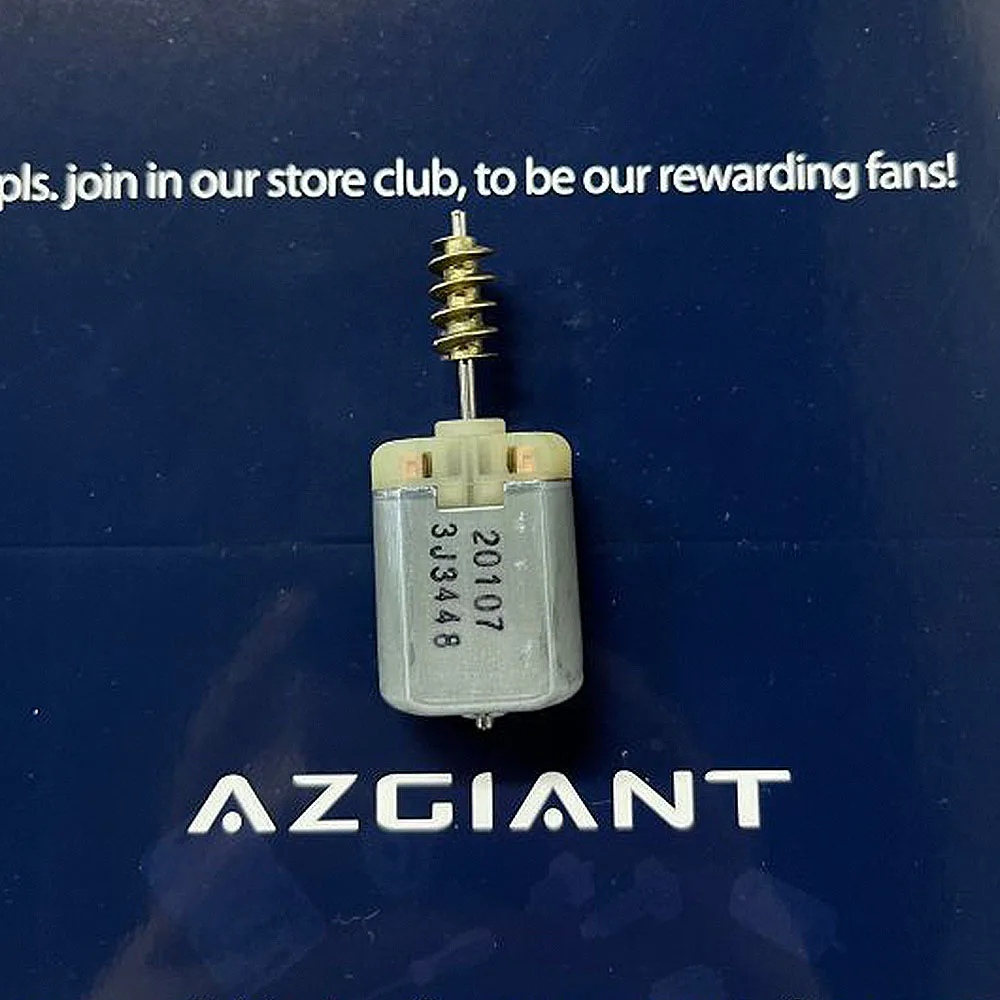 pls. join in our store club, to be our rewarding fans!
20107
3J3448
AZGIANT